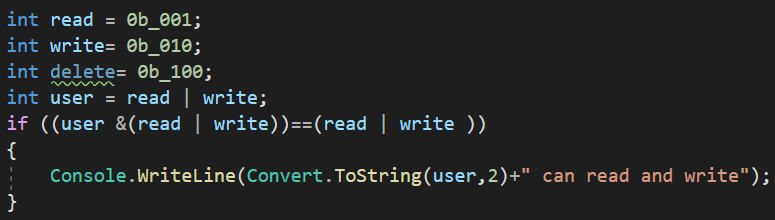 int read = 0b_001;
int write= 0b_010;
int delete= 0b_100;
int user = read | write;
if ((user &(read | write))==(read | write ))
{
    Console.WriteLine(Convert.ToString(user,2)+" can read and write");
}